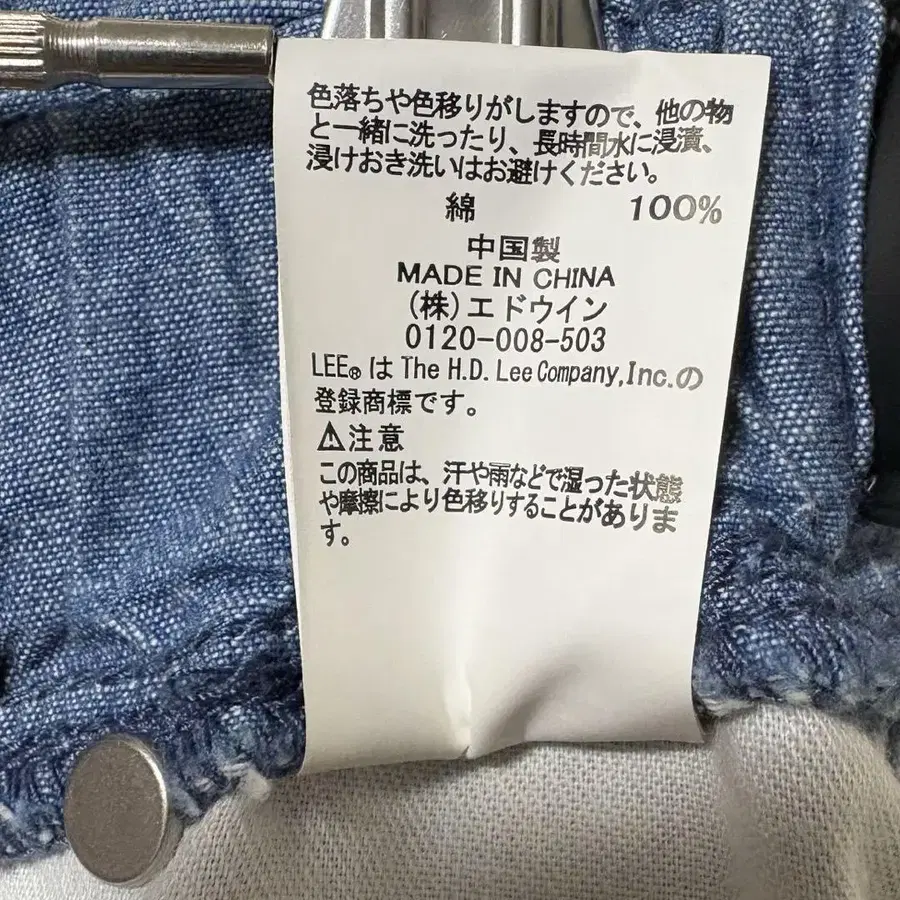 色落ちや色移りがしますので、他の物
と一緒に洗ったり、長時間水に浸漬、
浸けおき洗いはお避けください。
綿 100%
中国製
MADE IN CHINA
(株)エドウイン
0120-008-503
LEE® は The H.D. Lee Company,Inc.の
登録商標です。
⚠注意
この商品は、汗や雨などで湿った状態
や摩擦により色移りすることがありま
す。